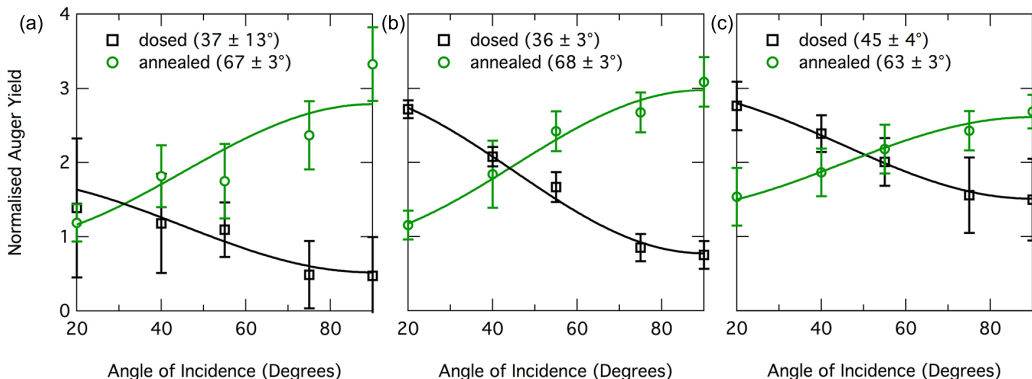 (a)
dosed (37 ± 13°)
annealed (67 ± 3°)
(b)
dosed (36 ± 3°)
annealed (68 ± 3°)
(c)
dosed (45 ± 4°)
annealed (63 ± 3°)
Normalised Auger Yield
4
3
2
1
0
20 40 60 80
20 40 60 80
20 40 60 80
Angle of Incidence (Degrees)
Angle of Incidence (Degrees)
Angle of Incidence (Degrees)